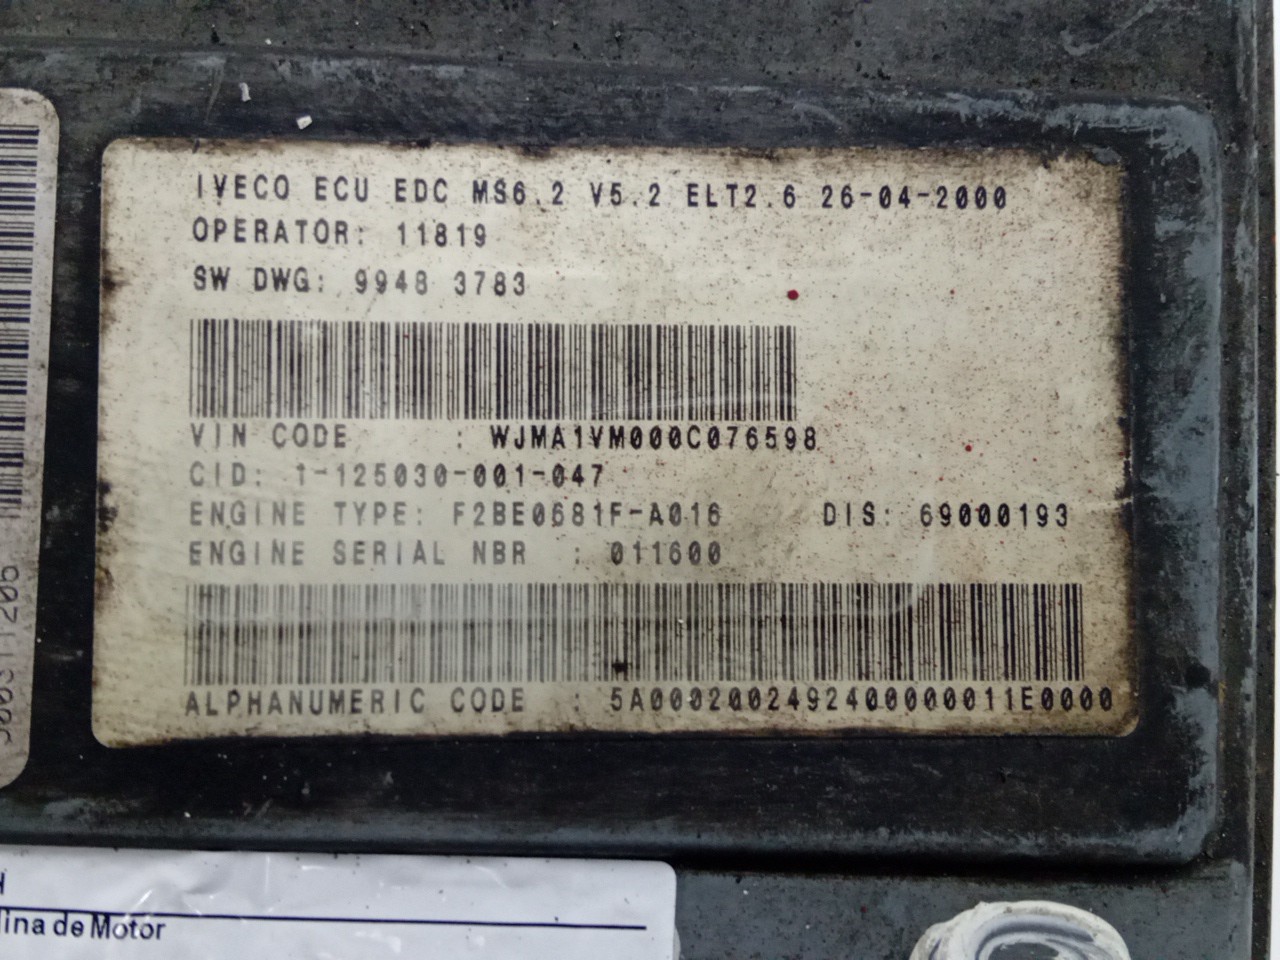 IVECO ECU EDC MS6.2 V5.2 ELT2.6 26-04-2000
OPERATOR: 11819
SW DWG: 9948 3783
VIN CODE : WJMA1VM000C076598
CID: 1-125030-001-047
ENGINE TYPE: F2BE0681F-A016 DIS: 69000193
ENGINE SERIAL NBR : 011600
ALPHANUMERIC CODE : 5A0002002492400000011E0000
de Motor